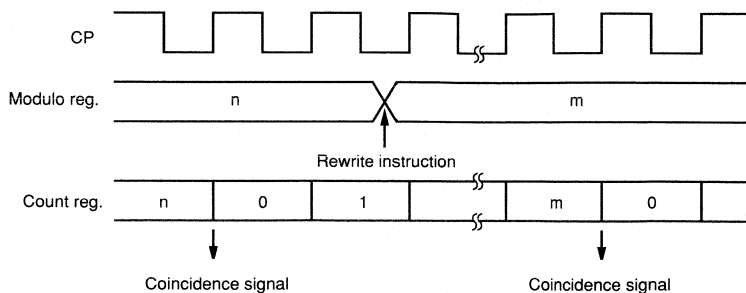 CP
Modulo reg.
n
m
Rewrite instruction
Count reg.
n
0
1
m
0
Coincidence signal
Coincidence signal